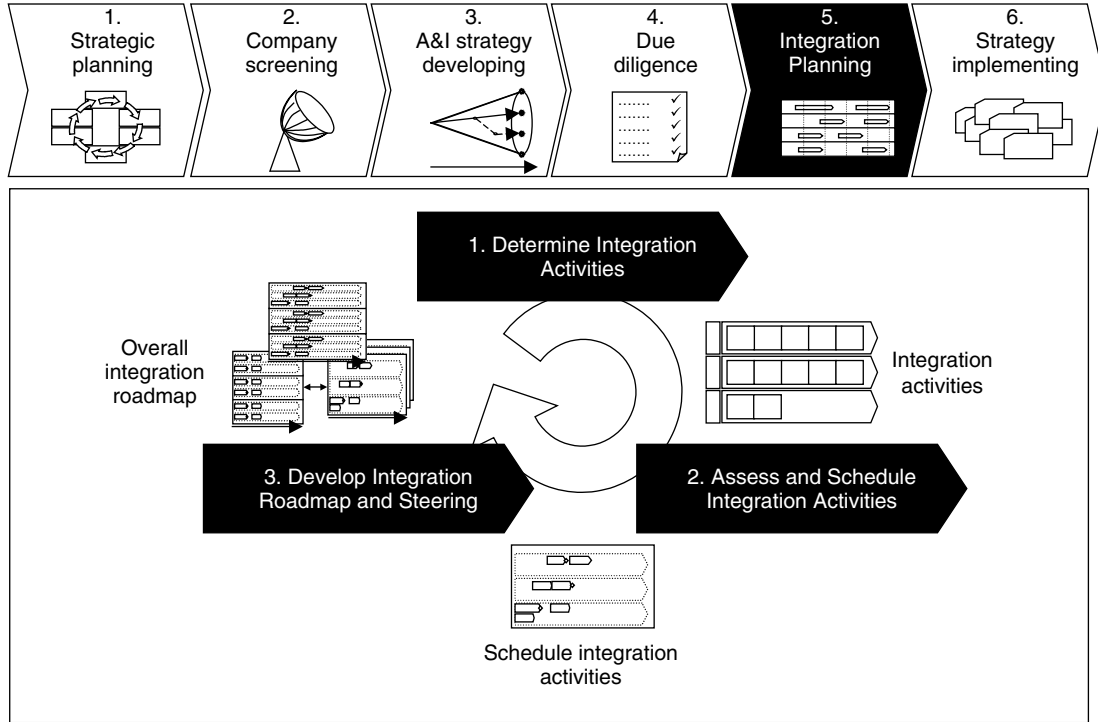 1.
Strategic
planning
2.
Company
screening
3.
A&I strategy
developing
4.
Due
diligence
5.
Integration
Planning
6.
Strategy
implementing
1. Determine Integration
Activities
Overall
integration
roadmap
Integration
activities
3. Develop Integration
Roadmap and Steering
2. Assess and Schedule
Integration Activities
Schedule integration
activities